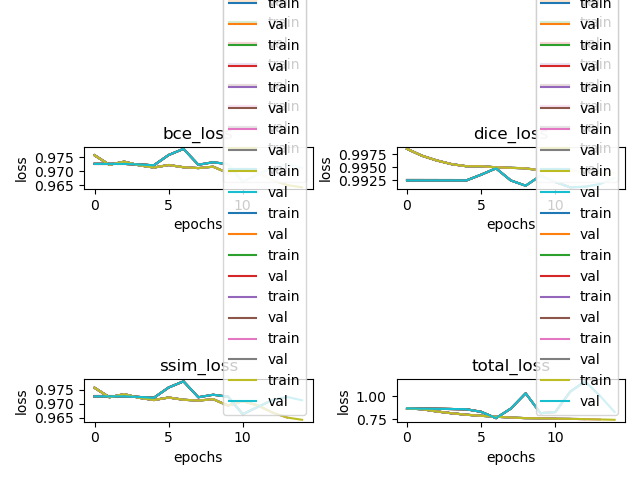 train
val
train
val
train
val
train
val
train
val
train
val
train
val
train
val
train
val
train
val
bce_los
0.975
0.970
0.965
loss
0
5
10
epochs
train
val
train
val
train
val
train
val
train
val
train
val
train
val
train
val
train
val
train
val
dice_los
0.9975
0.9950
0.9925
loss
0
5
10
epochs
ssim_loss
0.975
0.970
0.965
loss
0
5
10
epochs
total_loss
1.00
0.75
loss
0
5
10
epochs